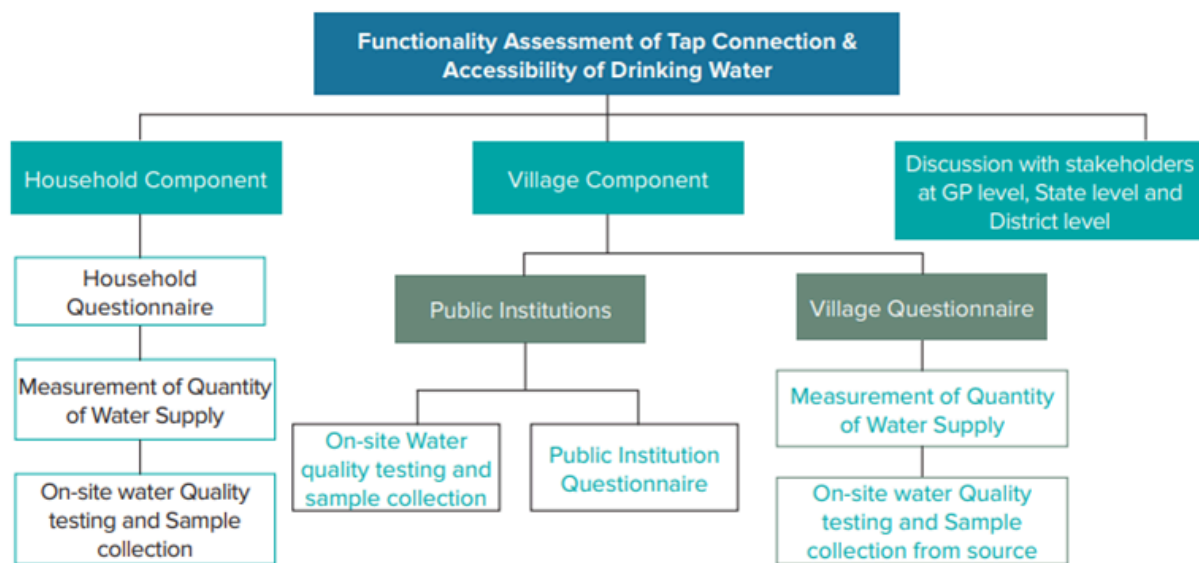 Functionality Assessment of Tap Connection &
Accessibility of Drinking Water
Household Component
Village Component
Discussion with stakeholders
at GP level, State level and
District level
Household
Questionnaire
Measurement of Quantity
of Water Supply
On-site water Quality
testing and Sample
collection
Public Institutions
On-site Water
quality testing and
sample collection
Public Institution
Questionnaire
Village Questionnaire
Measurement of Quantity
of Water Supply
On-site water Quality
testing and Sample
collection from source